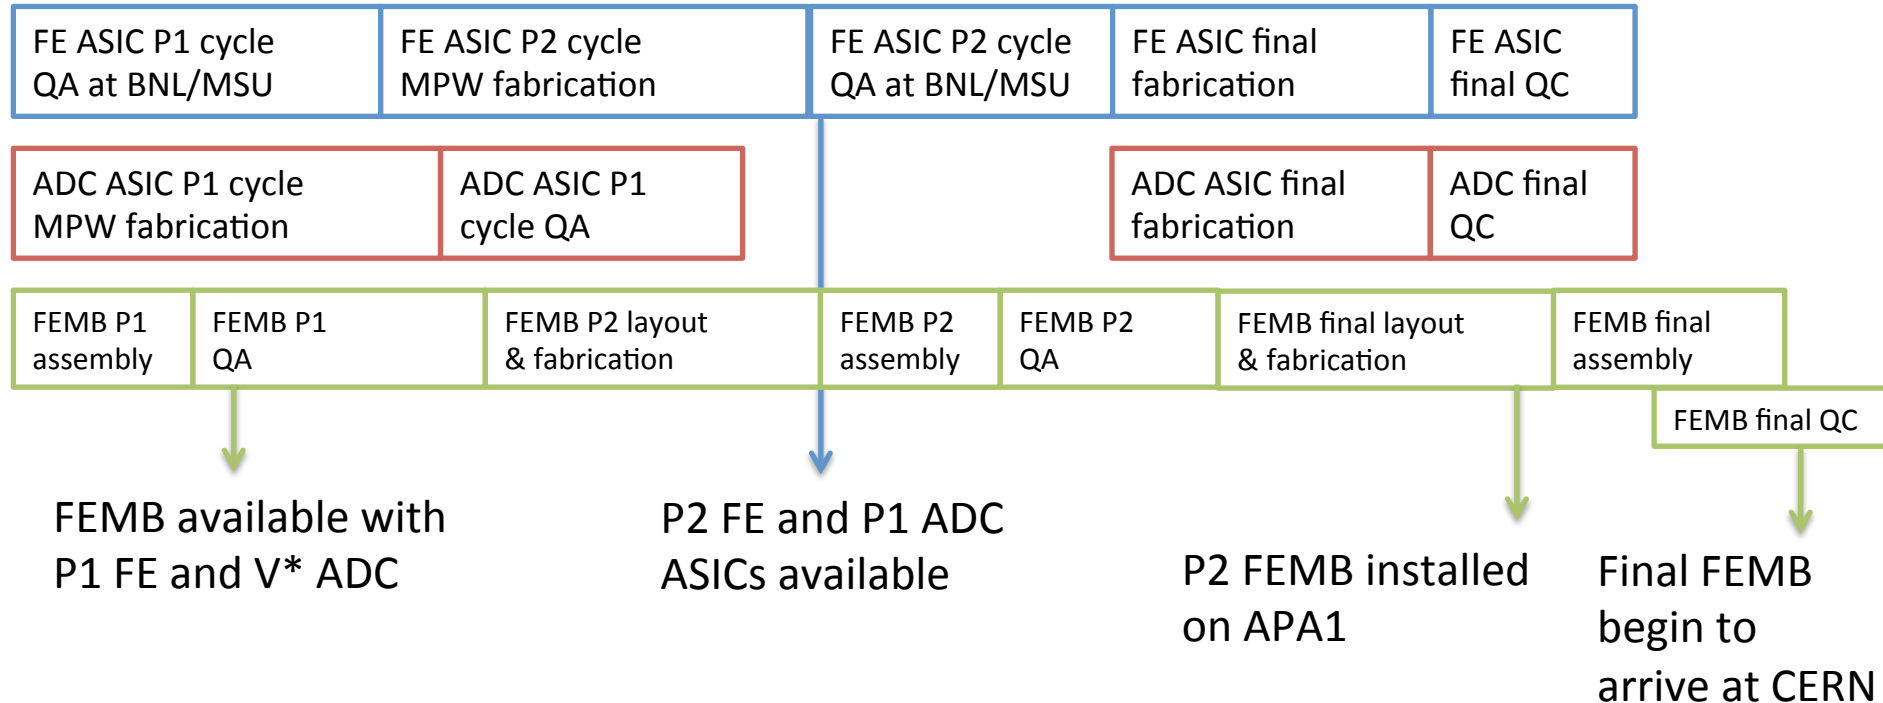 FE ASIC P1 cycle
QA at BNL/MSU
FE ASIC P2 cycle
MPW fabrication
FE ASIC P2 cycle
QA at BNL/MSU
FE ASIC final
fabrication
FE ASIC
final QC
ADC ASIC P1 cycle
MPW fabrication
ADC ASIC P1
cycle QA
ADC ASIC final
fabrication
ADC final
QC
FEMB P1
assembly
FEMB P1
QA
FEMB P2 layout
& fabrication
FEMB P2
assembly
FEMB P2
QA
FEMB final layout
& fabrication
FEMB final
assembly
FEMB final QC
FEMB available with
P1 FE and V* ADC
P2 FE and P1 ADC
ASICs available
P2 FEMB installed
on APA1
Final FEMB
begin to
arrive at CERN